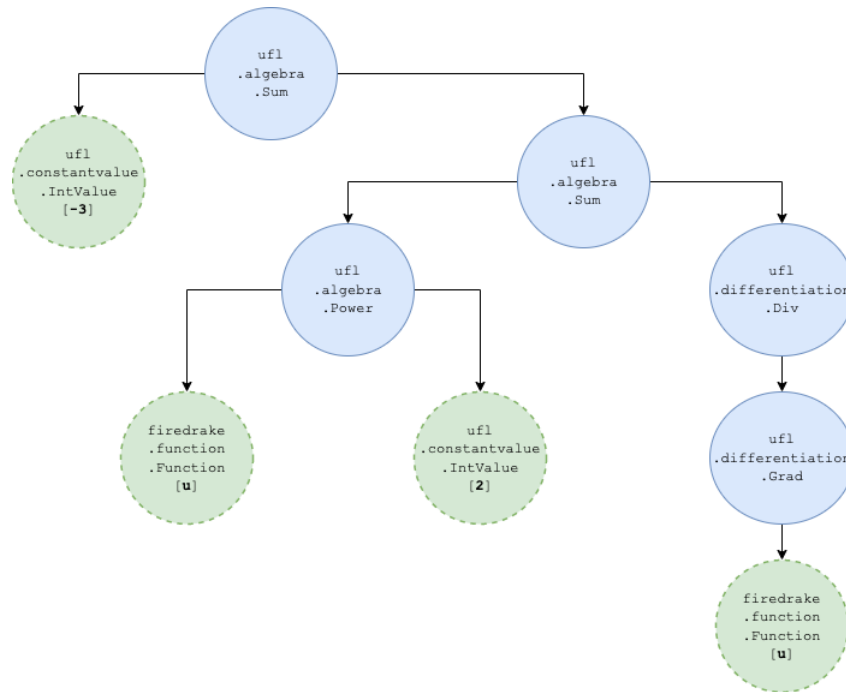 ufl
.algebra
.Sum
ufl
.constantvalue
.IntValue
[-3]
ufl
.algebra
.Sum
ufl
.algebra
.Power
ufl
.differentiation
.Div
firedrake
.function
.Function
[u]
ufl
.constantvalue
.IntValue
[2]
ufl
.differentiation
.Grad
firedrake
.function
.Function
[u]